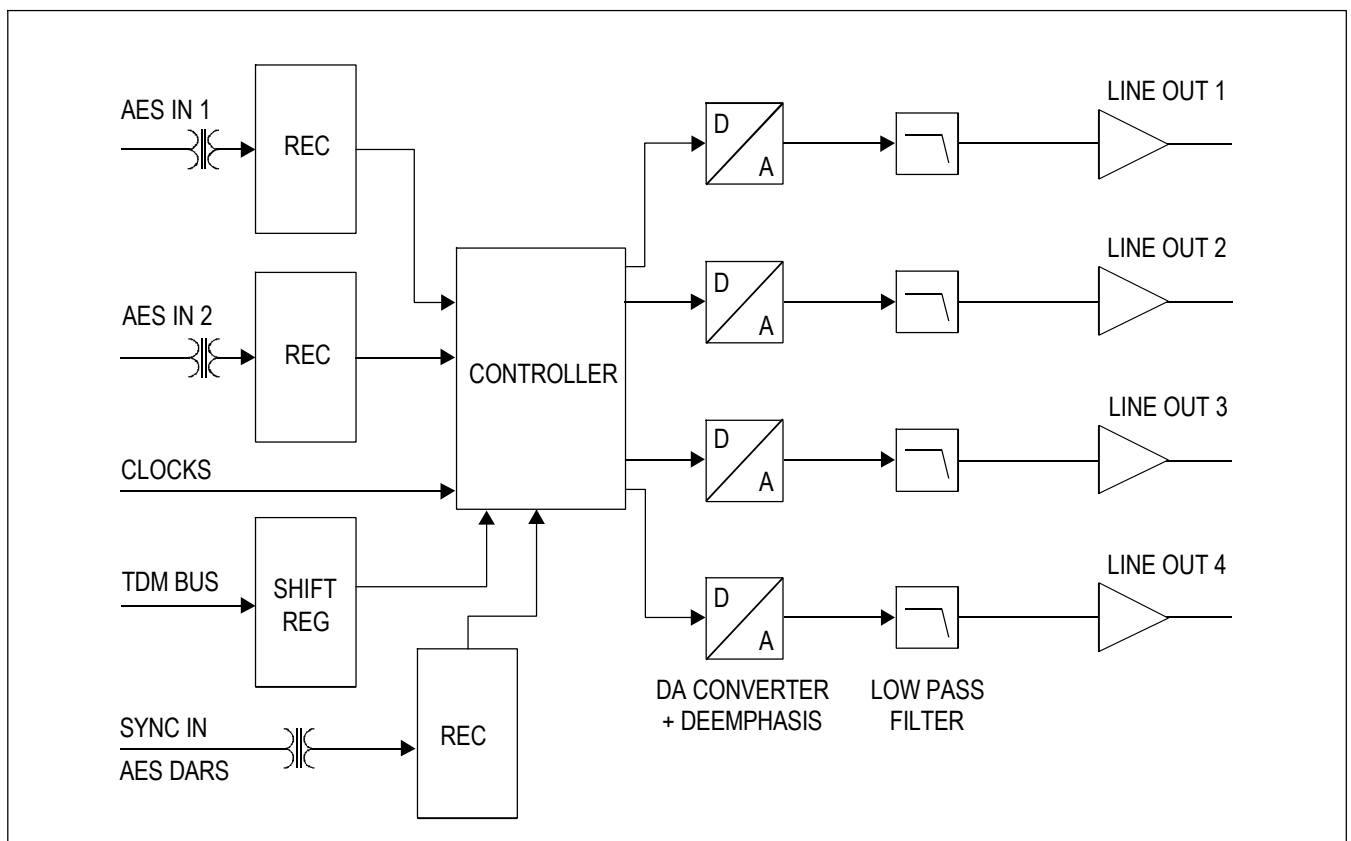 AES IN 1
REC
D
A
LINE OUT 1
AES IN 2
REC
CONTROLLER
D
A
LINE OUT 2
CLOCKS
D
A
LINE OUT 3
TDM BUS
SHIFT
REG
D
A
LINE OUT 4
SYNC IN
AES DARS
REC
DA CONVERTER
+ DEEMPHASIS
LOW PASS
FILTER